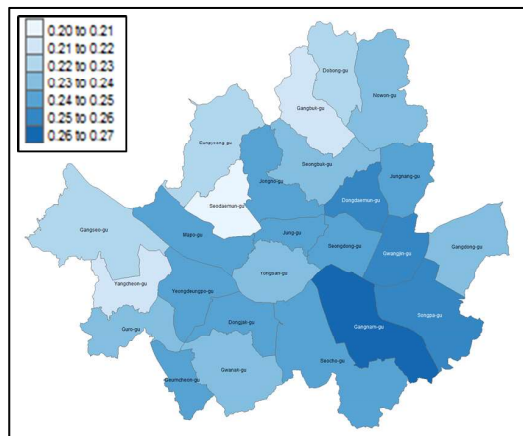 0.20 to 0.21
0.21 to 0.22
0.22 to 0.23
0.23 to 0.24
0.24 to 0.25
0.25 to 0.26
0.26 to 0.27
Dobong-gu
Nowon-gu
Gangbuk-gu
Eunpyeong-gu
Seongbuk-gu
Jungnang-gu
Jongno-gu
Seodaemun-gu
Dongdaemun-gu
Gangseo-gu
Mapo-gu
Jung-gu
Seongdong-gu
Gwangjin-gu
Gangdong-gu
Yongsan-gu
Yangcheon-gu
Yeongdeungpo-gu
Songpa-gu
Dongjak-gu
Gangnam-gu
Guro-gu
Seocho-gu
Gwanak-gu
Geumcheon-gu